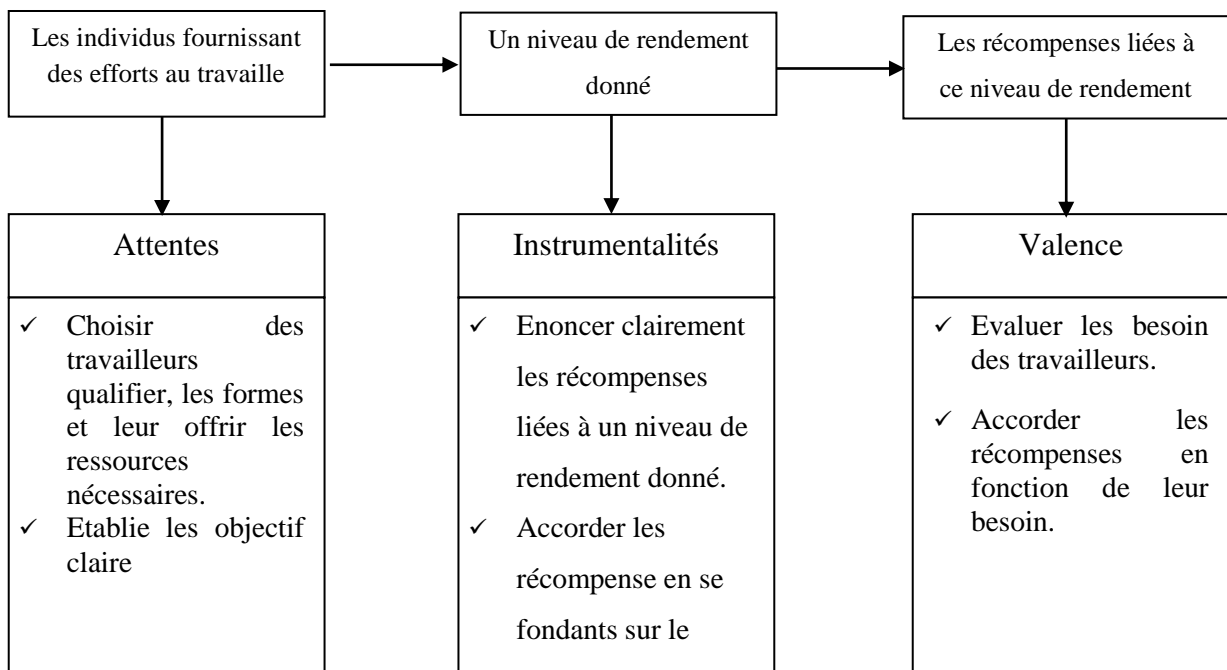 Les individus fournissant
des efforts au travaille
Un niveau de rendement
donné
Les récompenses liées à
ce niveau de rendement
Attentes
✓ Choisir des
travailleurs
qualifier, les formes
et leur offrir les
ressources
nécessaires.
✓ Etablie les objectif
claire
Instrumentalités
✓ Enoncer clairement
les récompenses
liées à un niveau de
rendement donné.
✓ Accorder les
récompense en se
fondants sur le
Valence
✓ Evaluer les besoin
des travailleurs.
✓ Accorder les
récompenses en
fonction de leur
besoin.